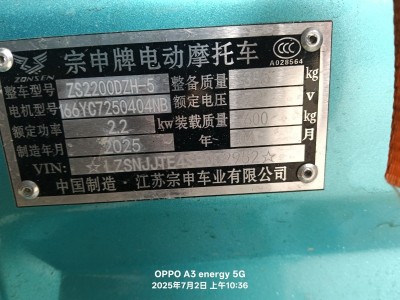 宗申牌电动摩托车
ZONSEN
A028564
整车型号 ZS2200DZH-5 整备质量 kg
电机型号 166YC7250404NB 额定电压 V
额定功率 2.2 kw 装载质量 kg
制造年月 2025 年 月
VIN: ☆LZSNJJTE4S
中国制造·江苏宗申车业有限公司
OPPO A3 energy 5G
2025年7月2日 上午10:36